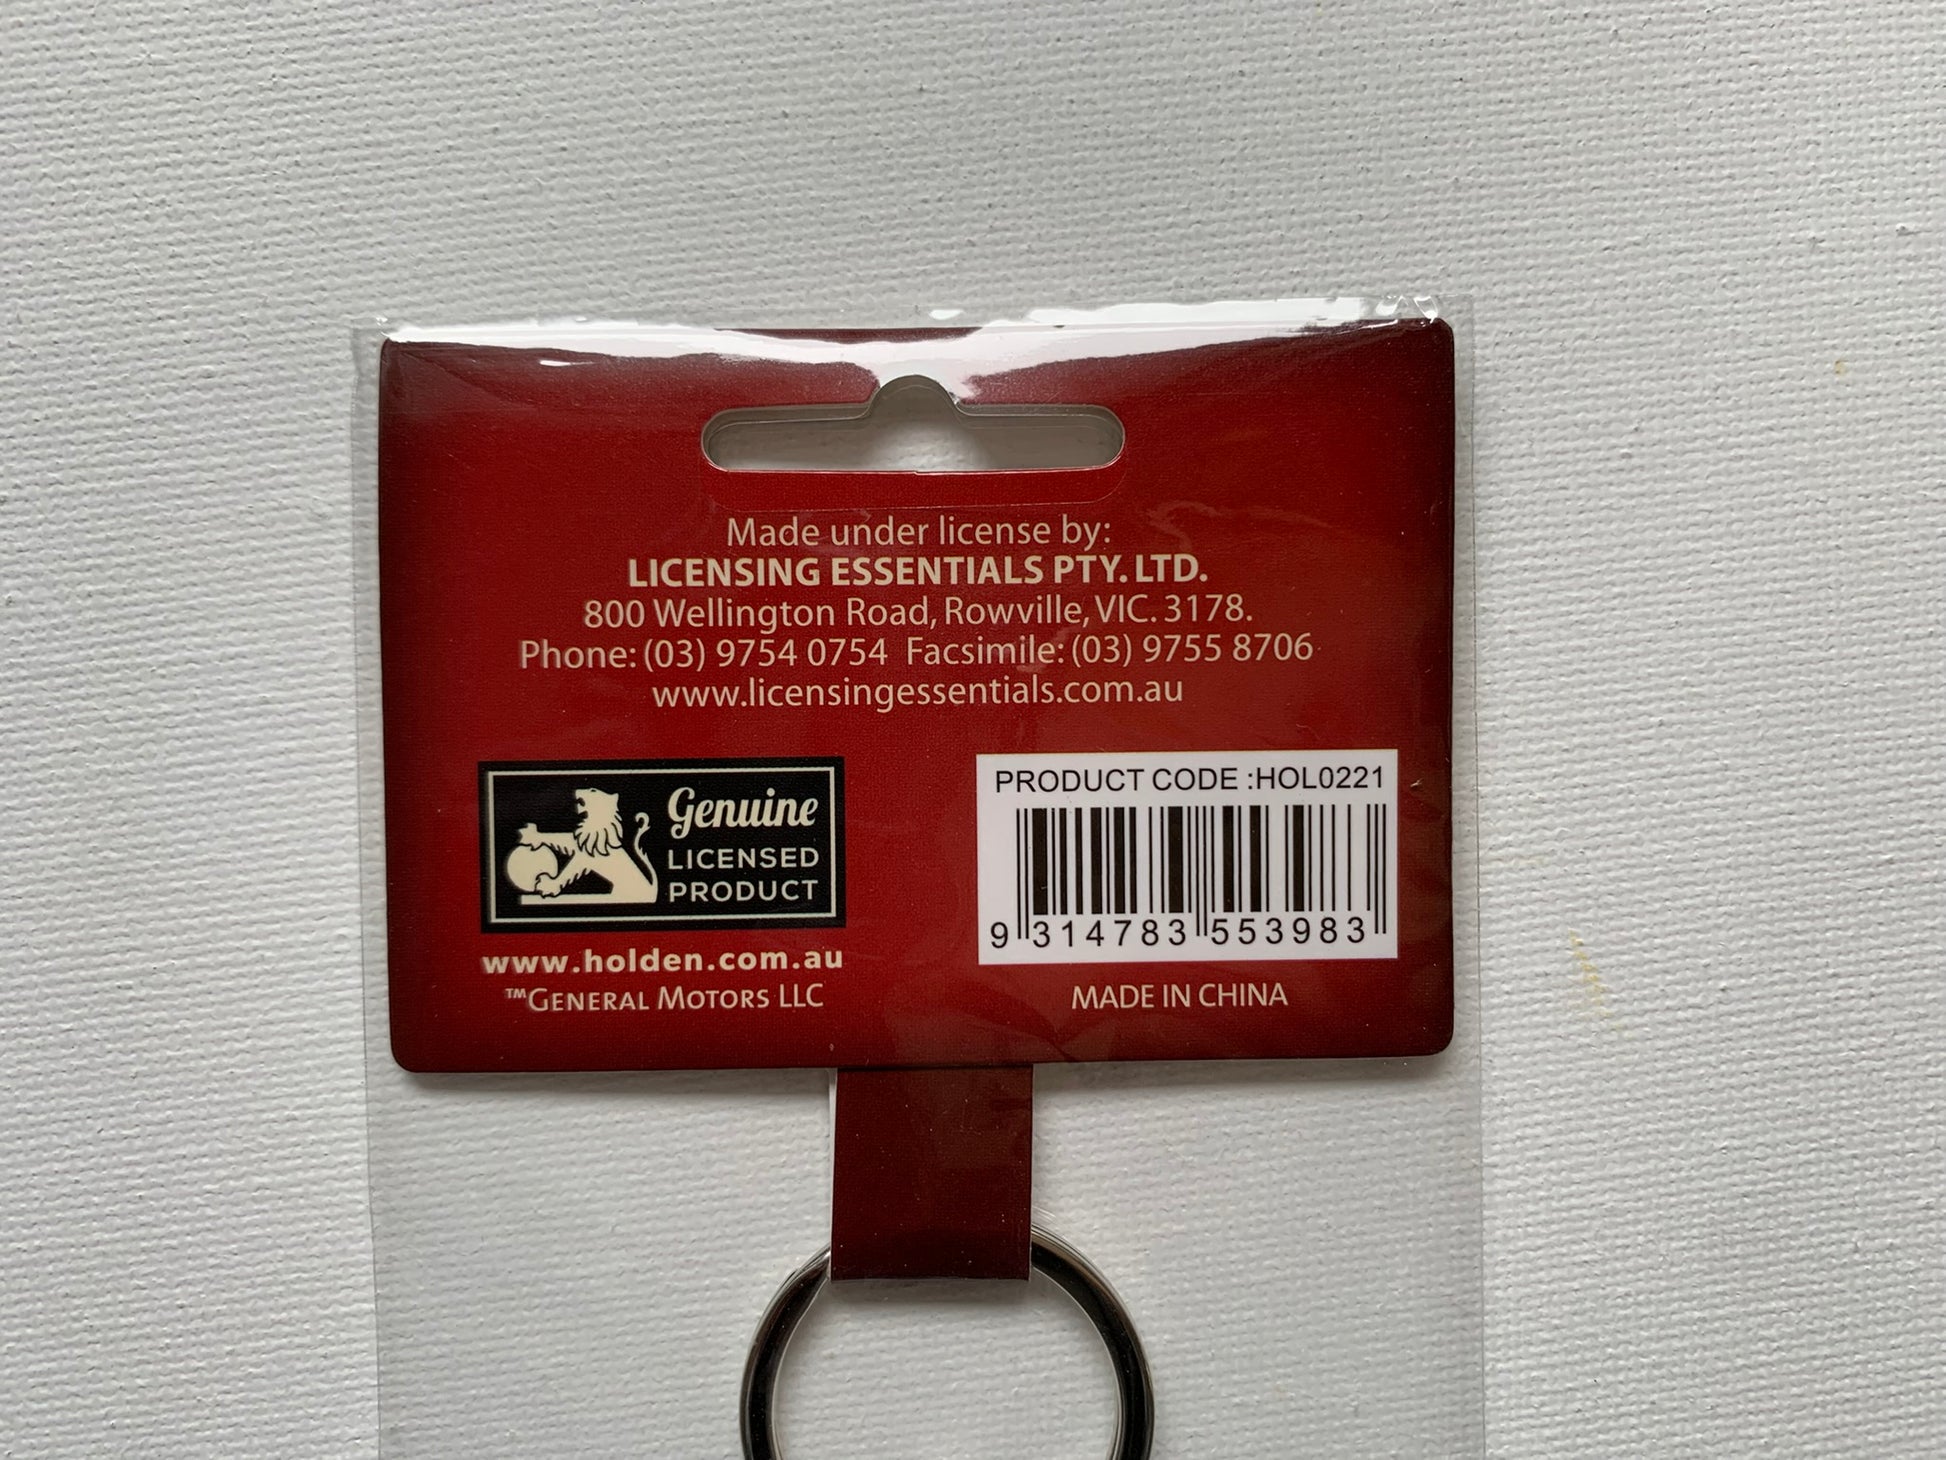 Made under license by:
LICENSING ESSENTIALS PTY. LTD.
800 Wellington Road, Rowville, VIC. 3178.
Phone: (03) 9754 0754 Facsimile: (03) 9755 8706
www.licensingessentials.com.au
Genuine
LICENSED
PRODUCT
www.holden.com.au
™GENERAL MOTORS LLC
PRODUCT CODE :HOL0221
9 314783 553983
MADE IN CHINA